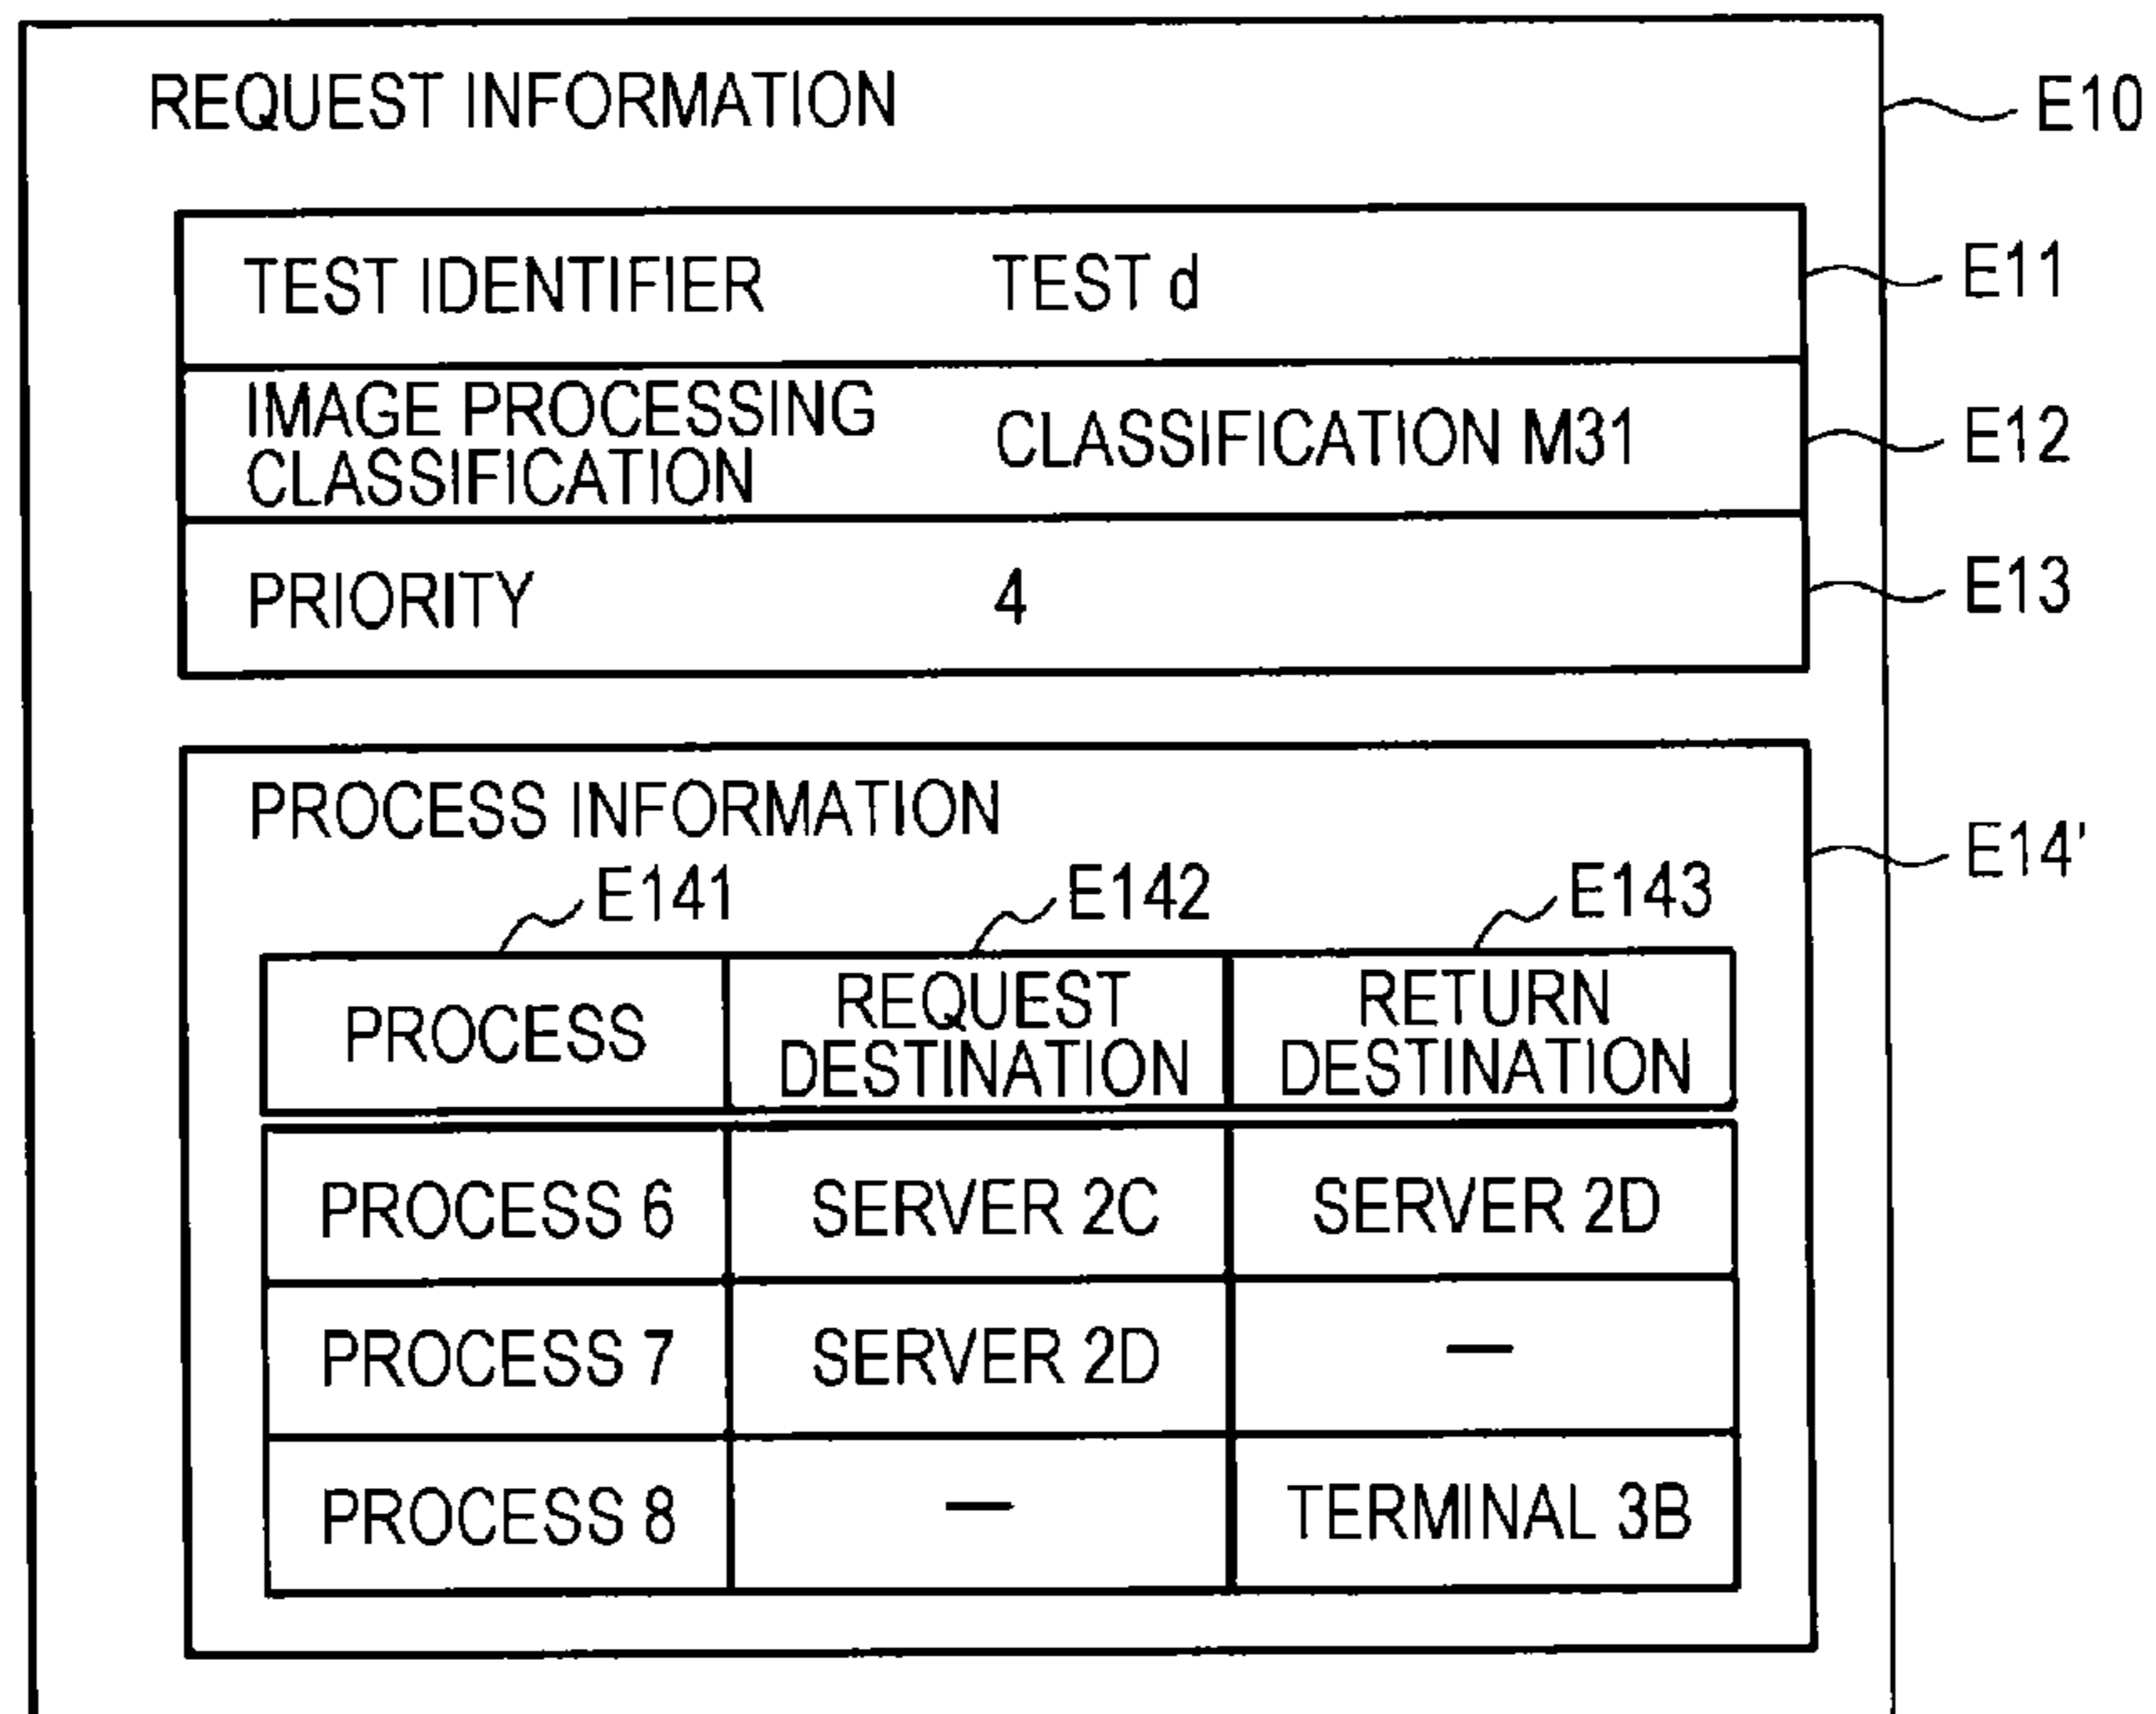 REQUEST INFORMATION
E10
TEST IDENTIFIER TEST d
E11
IMAGE PROCESSING
CLASSIFICATION
CLASSIFICATION M31
E12
PRIORITY 4
E13
PROCESS INFORMATION
E14'
E141 E142 E143
PROCESS
REQUEST
DESTINATION
RETURN
DESTINATION
PROCESS 6 SERVER 2C SERVER 2D
PROCESS 7 SERVER 2D —
PROCESS 8 — TERMINAL 3B